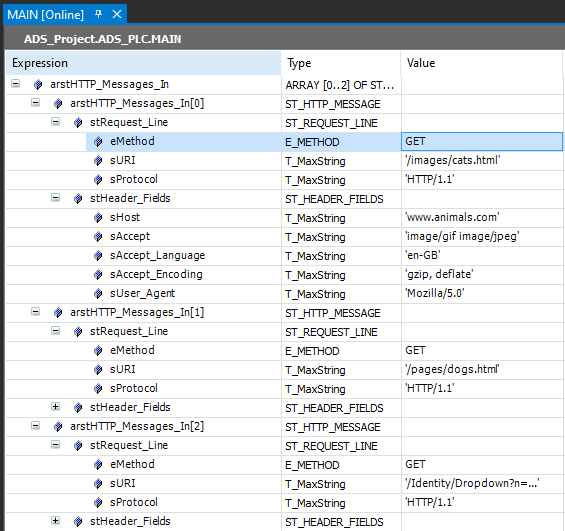 MAIN [Online]
ADS_Project.ADS_PLC.MAIN
Expression Type Value
arstHTTP_Messages_In ARRAY [0..2] OF ST...
arstHTTP_Messages_In[0] ST_HTTP_MESSAGE
stRequest_Line ST_REQUEST_LINE
eMethod E_METHOD GET
sURI T_MaxString '/images/cats.html'
sProtocol T_MaxString 'HTTP/1.1'
stHeader_Fields ST_HEADER_FIELDS
sHost T_MaxString 'www.animals.com'
sAccept T_MaxString 'image/gif image/jpeg'
sAccept_Language T_MaxString 'en-GB'
sAccept_Encoding T_MaxString 'gzip, deflate'
sUser_Agent T_MaxString 'Mozilla/5.0'
arstHTTP_Messages_In[1] ST_HTTP_MESSAGE
stRequest_Line ST_REQUEST_LINE
eMethod E_METHOD GET
sURI T_MaxString '/pages/dogs.html'
sProtocol T_MaxString 'HTTP/1.1'
stHeader_Fields ST_HEADER_FIELDS
arstHTTP_Messages_In[2] ST_HTTP_MESSAGE
stRequest_Line ST_REQUEST_LINE
eMethod E_METHOD GET
sURI T_MaxString '/Identity/Dropdown?n=...'
sProtocol T_MaxString 'HTTP/1.1'
stHeader_Fields ST_HEADER_FIELDS